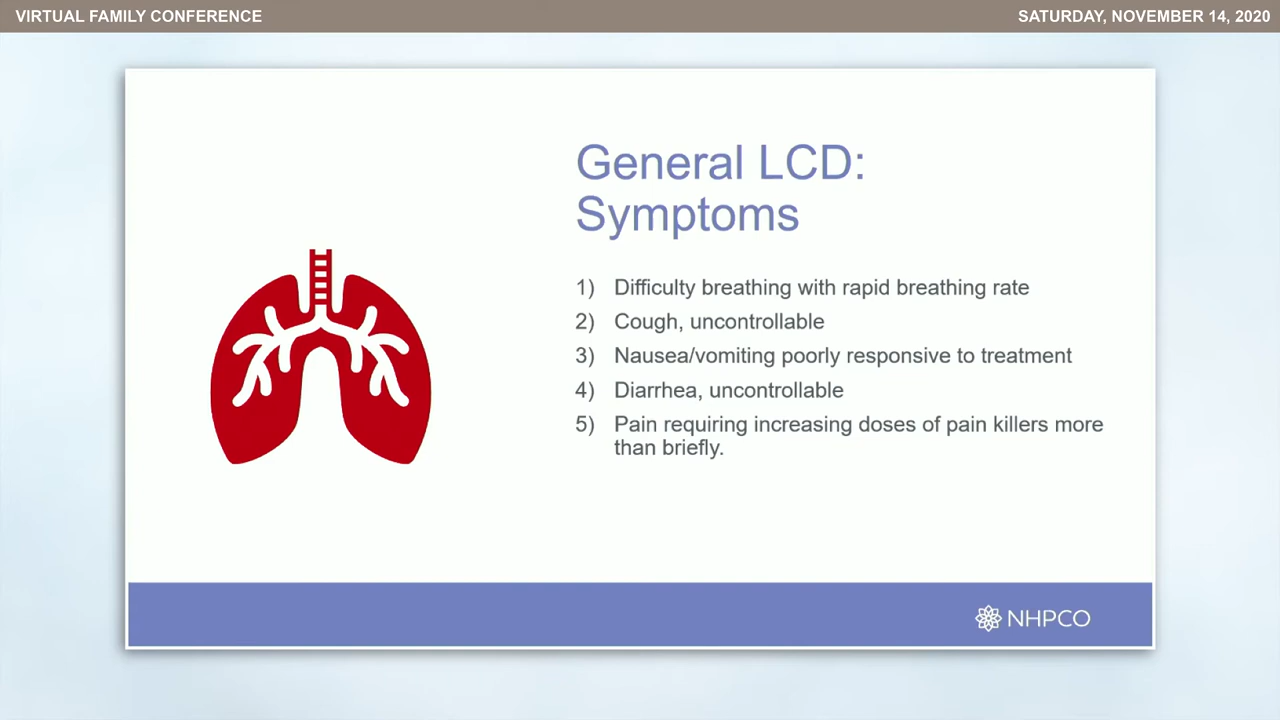 VIRTUAL FAMILY CONFERENCE
SATURDAY, NOVEMBER 14, 2020
General LCD:
Symptoms
1) Difficulty breathing with rapid breathing rate
2) Cough, uncontrollable
3) Nausea/vomiting poorly responsive to treatment
4) Diarrhea, uncontrollable
5) Pain requiring increasing doses of pain killers more
than briefly.
NHPCO